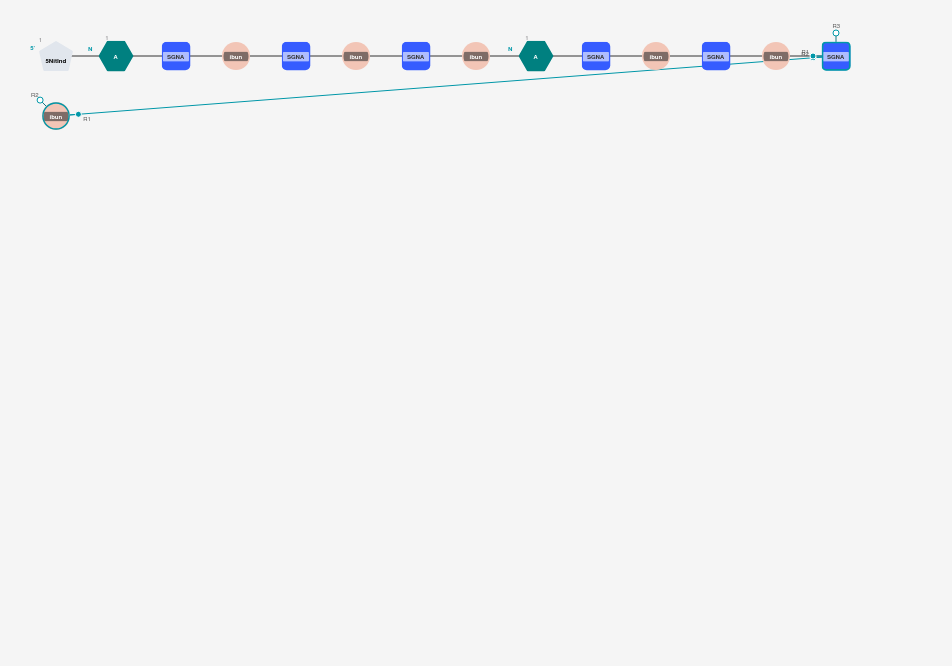 R3
1 1 1
5' 5NitInd N A SGNA Ibun SGNA Ibun SGNA Ibun N A SGNA Ibun SGNA Ibun R1 SGNA
R2
Ibun R1